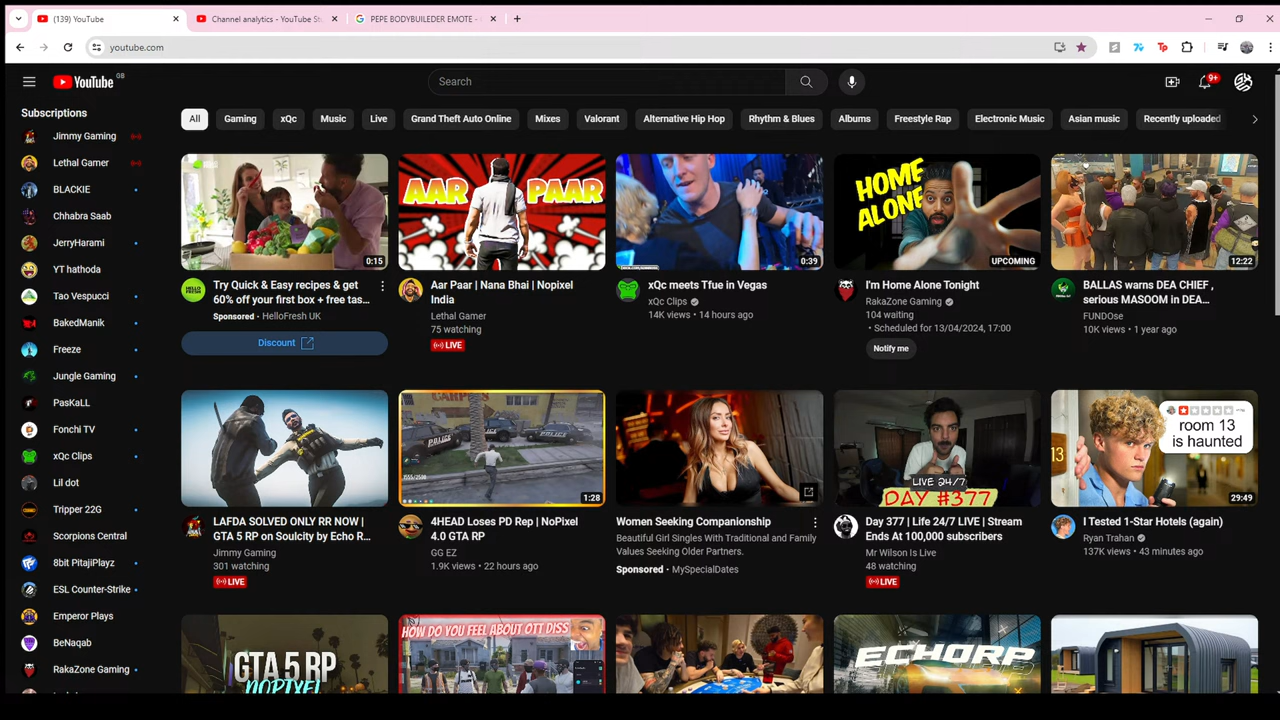 (139) YouTube
Channel analytics - YouTube St
PEPE BODYBUILEDER EMOTE -
youtube.com
YouTube GB
Search
9+
Subscriptions
Jimmy Gaming
Lethal Gamer
BLACKIE
Chhabra Saab
JerryHarami
YT hathoda
Tao Vespucci
BakedManik
Freeze
Jungle Gaming
PasKaLL
Fonchi TV
xQc Clips
Lil dot
Tripper 22G
Scorpions Central
8bit PitajiPlayz
ESL Counter-Strike
Emperor Plays
BeNaqab
RakaZone Gaming
All
Gaming
xQc
Music
Live
Grand Theft Auto Online
Mixes
Valorant
Alternative Hip Hop
Rhythm & Blues
Albums
Freestyle Rap
Electronic Music
Asian music
Recently uploaded
0:15
HELLO FRESH
Try Quick & Easy recipes & get
60% off your first box + free tas...
Sponsored · HelloFresh UK
Discount
AAR PAAR
Aar Paar | Nana Bhai | Nopixel
India
Lethal Gamer
75 watching
LIVE
0:39
xQc meets Tfue in Vegas
xQc Clips
14K views · 14 hours ago
HOME
ALONE
UPCOMING
I'm Home Alone Tonight
RakaZone Gaming
104 waiting
· Scheduled for 13/04/2024, 17:00
Notify me
12:22
BALLAS warns DEA CHIEF ,
serious MASOOM in DEA...
FUNDOse
10K views · 1 year ago
LAFDA SOLVED ONLY RR NOW |
GTA 5 RP on Soulcity by Echo R...
Jimmy Gaming
301 watching
LIVE
POLICE
POLICE
1:28
4HEAD Loses PD Rep | NoPixel
4.0 GTA RP
GG EZ
1.9K views · 22 hours ago
Women Seeking Companionship
Beautiful Girl Singles With Traditional and Family
Values Seeking Older Partners.
Sponsored · MySpecialDates
LIVE 24/7
DAY #377
Day 377 | Life 24/7 LIVE | Stream
Ends At 100,000 subscribers
Mr Wilson Is Live
48 watching
LIVE
13
room 13
is haunted
29:49
I Tested 1-Star Hotels (again)
Ryan Trahan
137K views · 43 minutes ago
GTA 5 RP
NOPIXEL
HOW DO YOU FEEL ABOUT OTT DISS
ECHORP